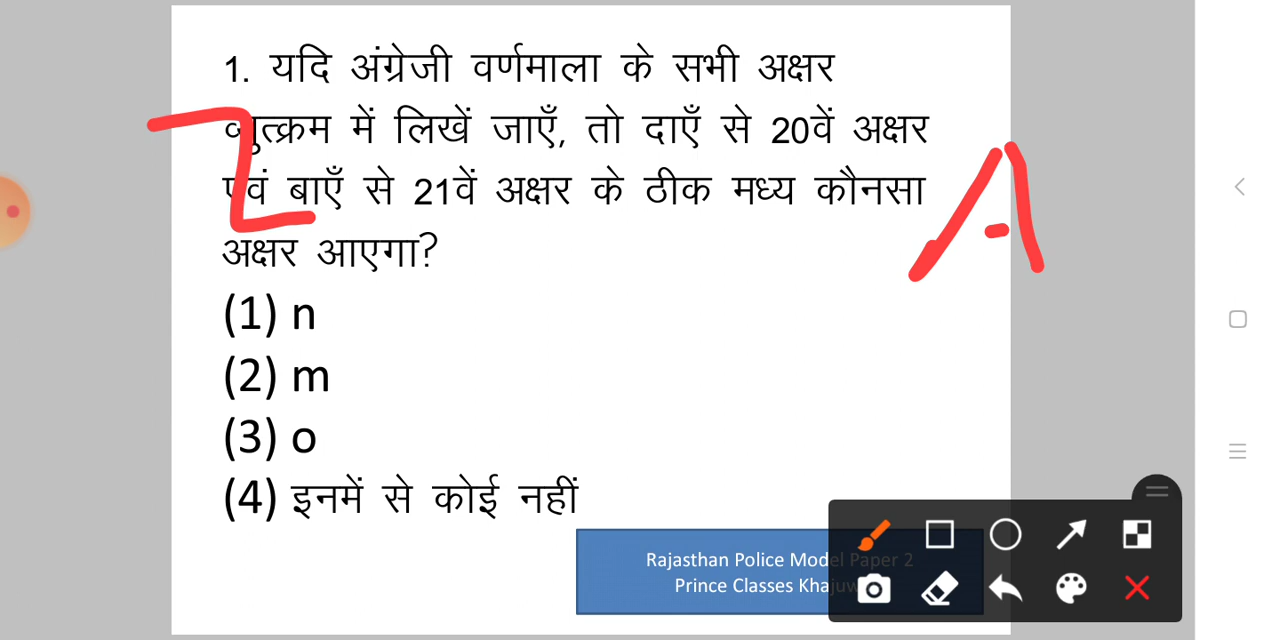 1. यदि अंग्रेजी वर्णमाला के सभी अक्षर
व्युत्क्रम में लिखें जाएँ, तो दाएँ से 20वें अक्षर
एवं बाएँ से 21वें अक्षर के ठीक मध्य कौनसा
अक्षर आएगा?
(1) n
(2) m
(3) o
(4) इनमें से कोई नहीं
Z
A
Rajasthan Police Model Paper 2
Prince Classes